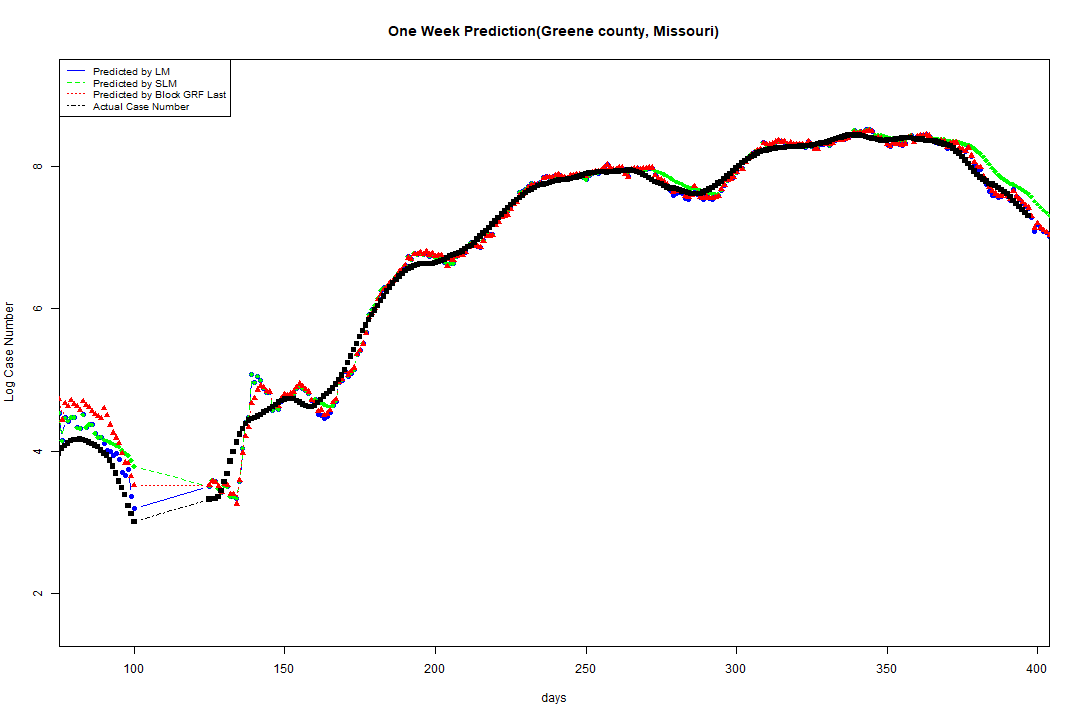 One Week Prediction(Greene county, Missouri)
Predicted by LM
Predicted by SLM
Predicted by Block GRF Last
Actual Case Number
Log Case Number
8
6
4
2
100 150 200 250 300 350 400
days